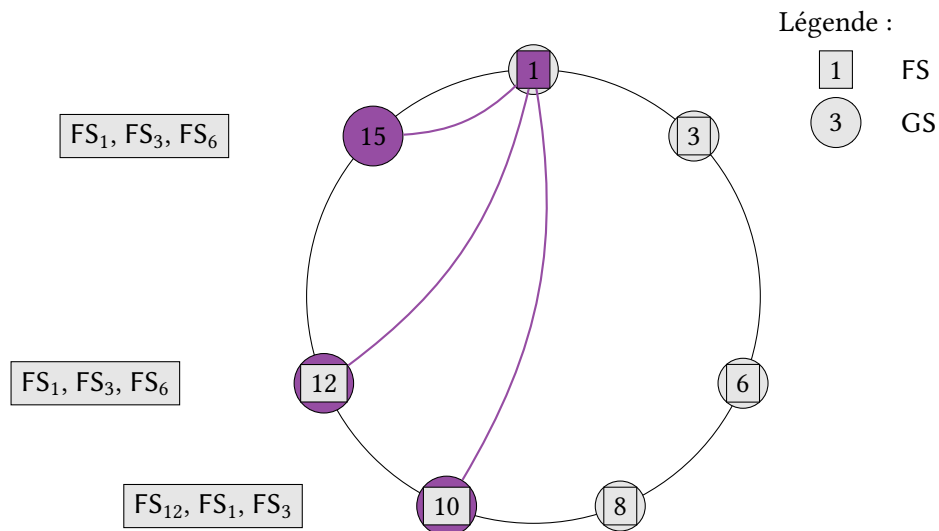 Légende :
1 FS
3 GS
1
15
3
FS₁, FS₃, FS₆
12
6
FS₁, FS₃, FS₆
10
8
FS₁₂, FS₁, FS₃